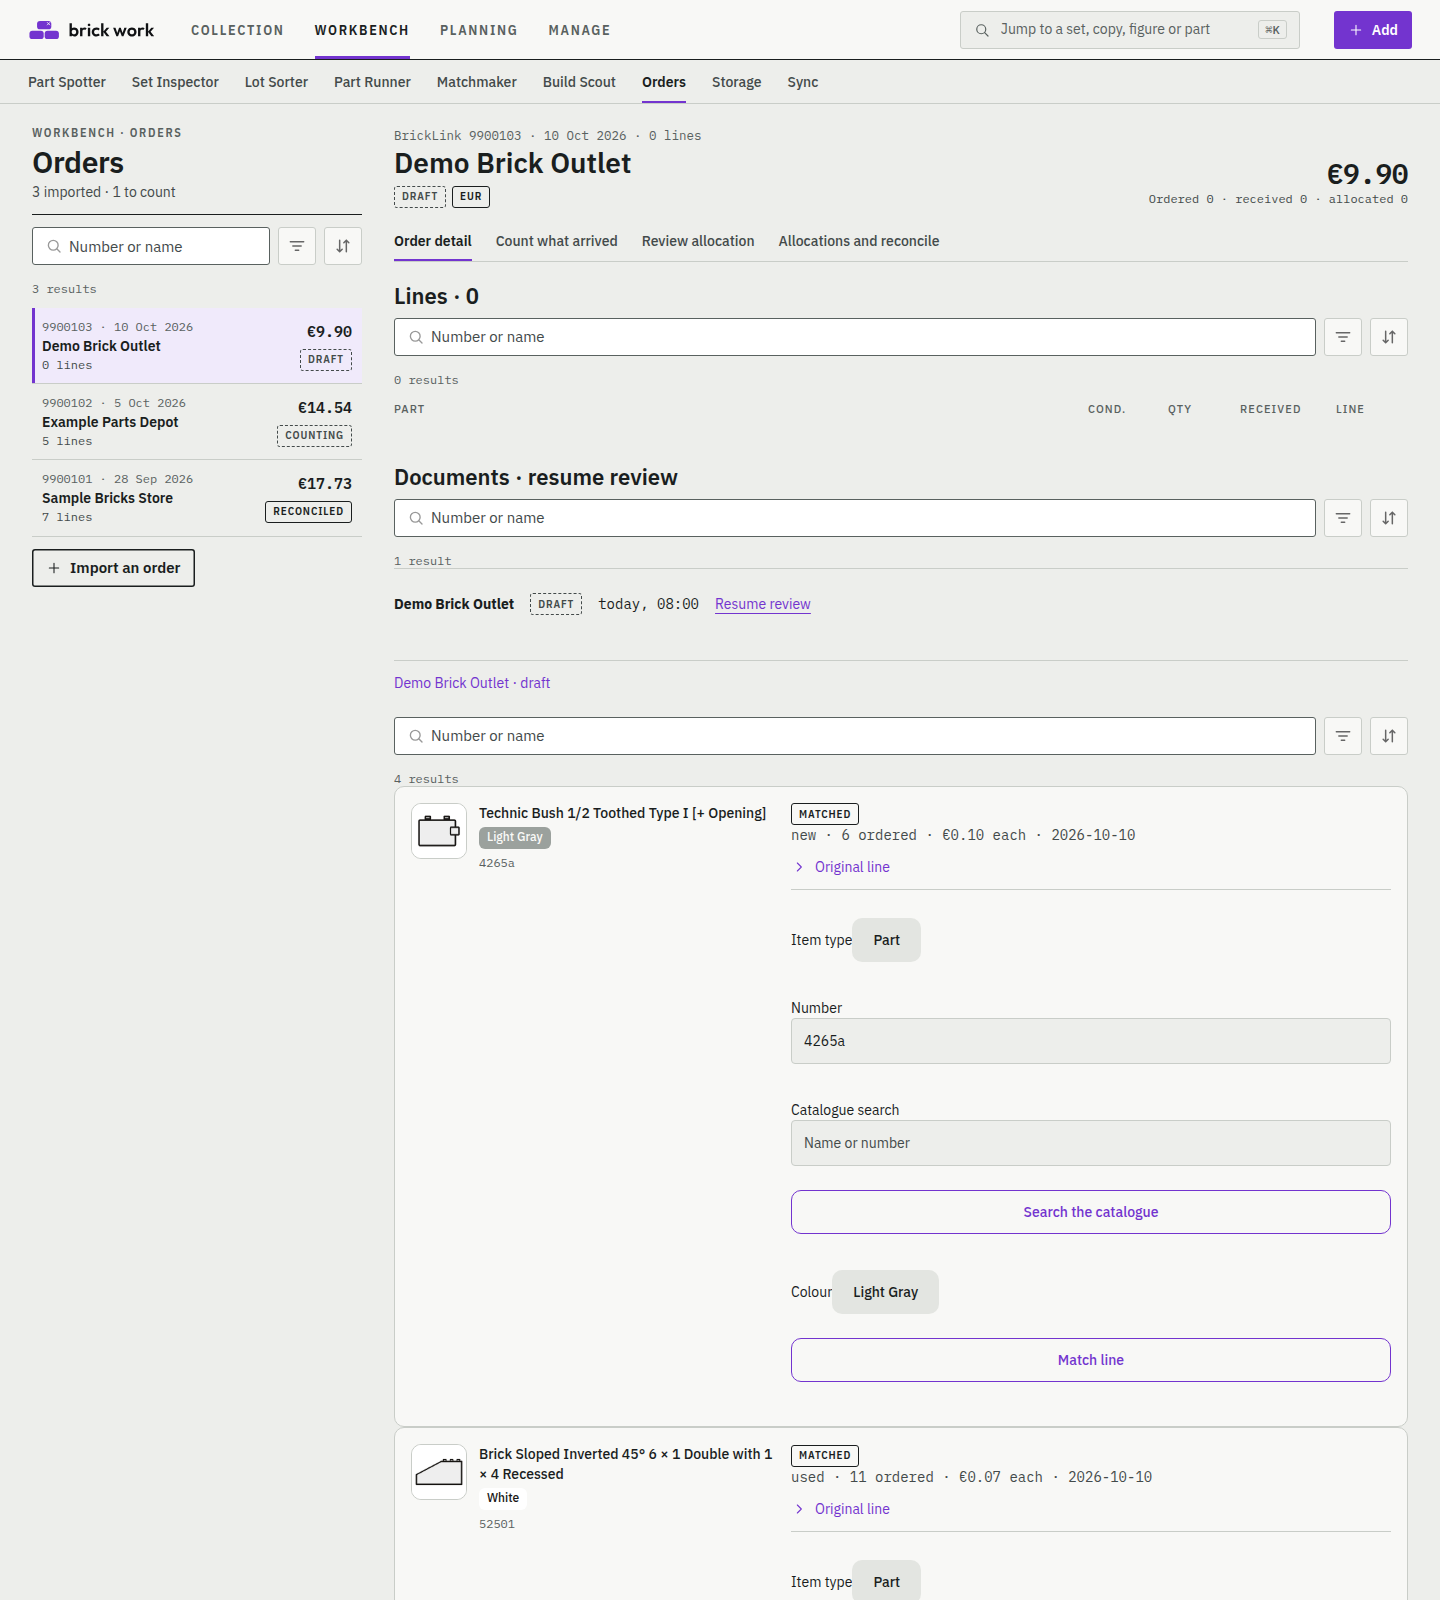 brick work
COLLECTION
WORKBENCH
PLANNING
MANAGE
Jump to a set, copy, figure or part
⌘K
+ Add
Part Spotter
Set Inspector
Lot Sorter
Part Runner
Matchmaker
Build Scout
Orders
Storage
Sync
WORKBENCH · ORDERS
Orders
3 imported · 1 to count
Number or name
3 results
9900103 · 10 Oct 2026
€9.90
Demo Brick Outlet
DRAFT
0 lines
9900102 · 5 Oct 2026
€14.54
Example Parts Depot
COUNTING
5 lines
9900101 · 28 Sep 2026
€17.73
Sample Bricks Store
RECONCILED
7 lines
+ Import an order
BrickLink 9900103 · 10 Oct 2026 · 0 lines
Demo Brick Outlet
€9.90
DRAFT
EUR
Ordered 0 · received 0 · allocated 0
Order detail
Count what arrived
Review allocation
Allocations and reconcile
Lines · 0
Number or name
0 results
PART
COND.
QTY
RECEIVED
LINE
Documents · resume review
Number or name
1 result
Demo Brick Outlet
DRAFT
today, 08:00
Resume review
Demo Brick Outlet · draft
Number or name
4 results
Technic Bush 1/2 Toothed Type I [+ Opening]
Light Gray
4265a
MATCHED
new · 6 ordered · €0.10 each · 2026-10-10
Original line
Item type
Part
Number
4265a
Catalogue search
Name or number
Search the catalogue
Colour
Light Gray
Match line
Brick Sloped Inverted 45° 6 × 1 Double with 1
× 4 Recessed
White
52501
MATCHED
used · 11 ordered · €0.07 each · 2026-10-10
Original line
Item type
Part